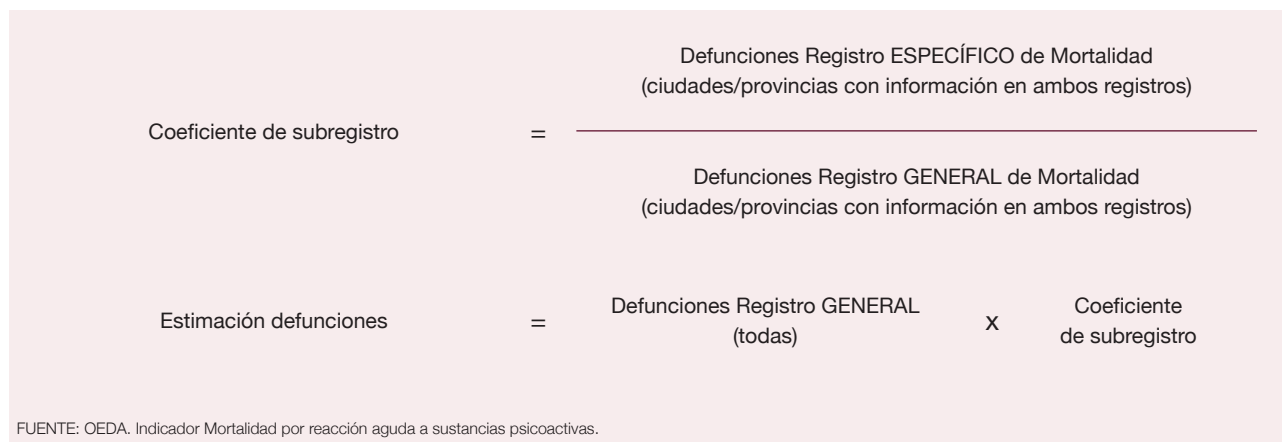 Defunciones Registro ESPECÍFICO de Mortalidad
(ciudades/provincias con información en ambos registros)
Coeficiente de subregistro =
Defunciones Registro GENERAL de Mortalidad
(ciudades/provincias con información en ambos registros)
Estimación defunciones = Defunciones Registro GENERAL x Coeficiente
(todas) de subregistro
FUENTE: OEDA. Indicador Mortalidad por reacción aguda a sustancias psicoactivas.